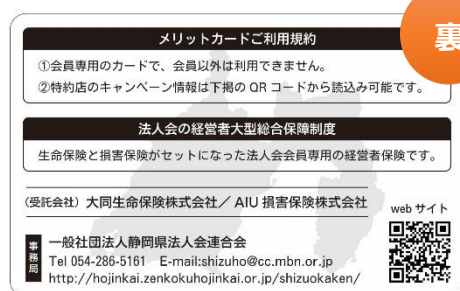 裏
メリットカードご利用規約
①会員専用のカードで、会員以外は利用できません。
②特約店のキャンペーン情報は下掲の QR コードから読込み可能です。
法人会の経営者大型総合保障制度
生命保険と損害保険がセットになった法人会会員専用の経営者保険です。
(受託会社) 大同生命保険株式会社／ AIU 損害保険株式会社
web サイト
事務局
一般社団法人静岡県法人会連合会
Tel 054-286-5161 E-mail:shizuho@cc.mbn.or.jp
http://hojinkai.zenkokuhojinkai.or.jp/shizuokaken/